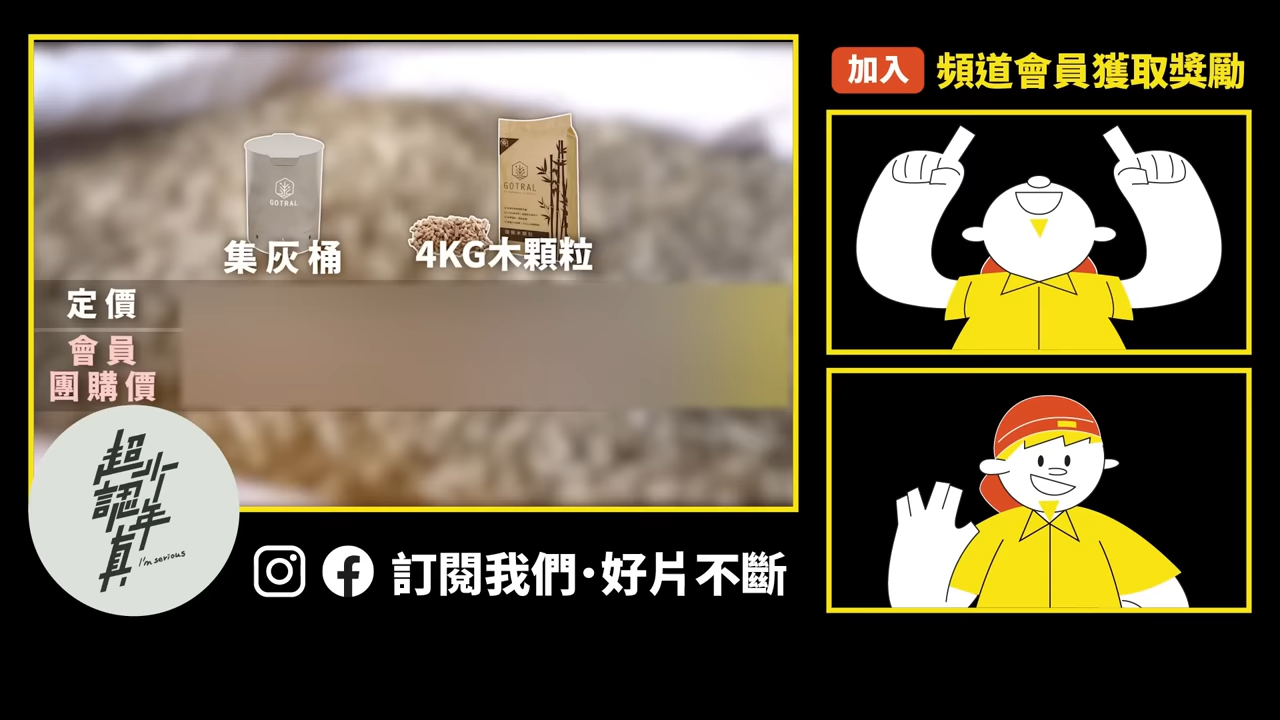 加入 頻道會員獲取獎勵
GOTRAL
GOTRAL
集灰桶
4KG木顆粒
定價
會員
團購價
超認真
少年
I'm serious
訂閱我們·好片不斷